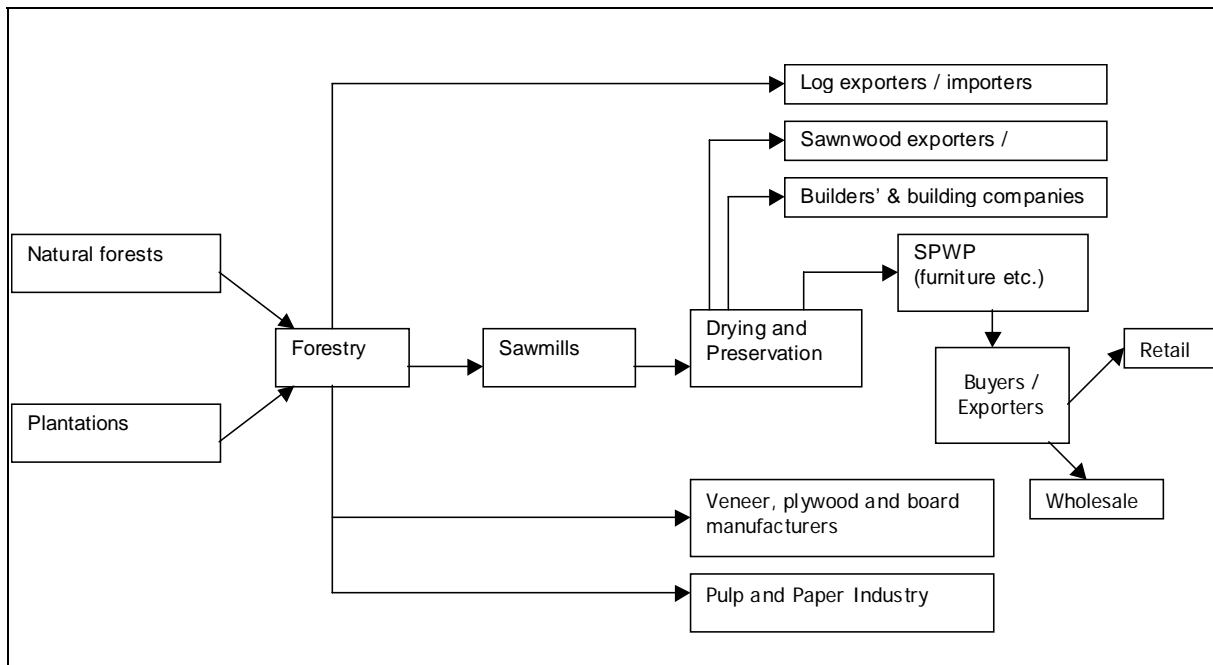 Log exporters / importers
Sawnwood exporters /
Builders' & building companies
Natural forests
SPWP
(furniture etc.)
Forestry
Sawmills
Drying and
Preservation
Retail
Buyers /
Exporters
Plantations
Veneer, plywood and board
manufacturers
Wholesale
Pulp and Paper Industry